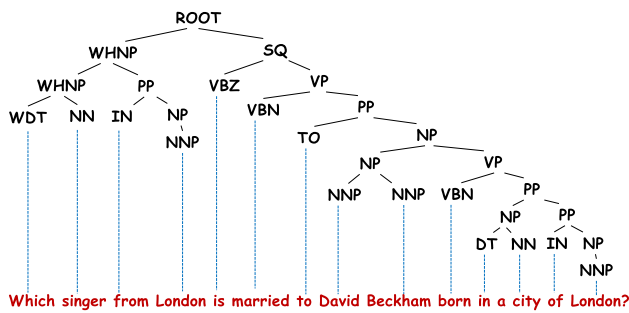 ROOT
WHNP SQ
WHNP PP VBZ VP
WDT NN IN NP VBN PP
NNP TO NP
NP VP
NNP NNP VBN PP
NP PP
DT NN IN NP
NNP
Which singer from London is married to David Beckham born in a city of London?